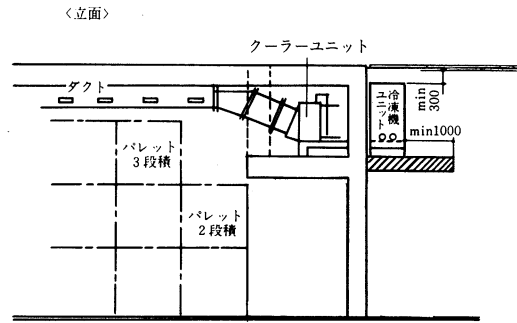 〈立面〉
クーラーユニット
ダクト
冷凍機
ユニット
min
300
min1000
パレット
3段積
パレット
2段積